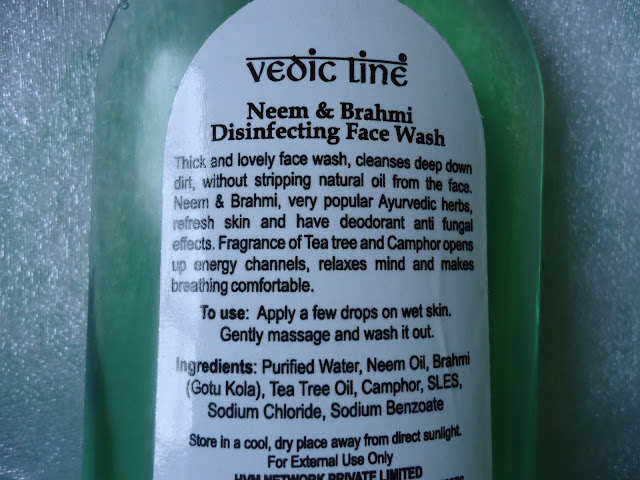 vedic line
Neem & Brahmi
Disinfecting Face Wash
Thick and lovely face wash, cleanses deep down
dirt, without stripping natural oil from the face.
Neem & Brahmi, very popular Ayurvedic herbs,
refresh skin and have deodorant anti fungal
effects. Fragrance of Tea tree and Camphor opens
up energy channels, relaxes mind and makes
breathing comfortable.
To use: Apply a few drops on wet skin.
Gently massage and wash it out.
Ingredients: Purified Water, Neem Oil, Brahmi
(Gotu Kola), Tea Tree Oil, Camphor, SLES,
Sodium Chloride, Sodium Benzoate
Store in a cool, dry place away from direct sunlight.
For External Use Only
HVM NETWORK PRIVATE LIMITED